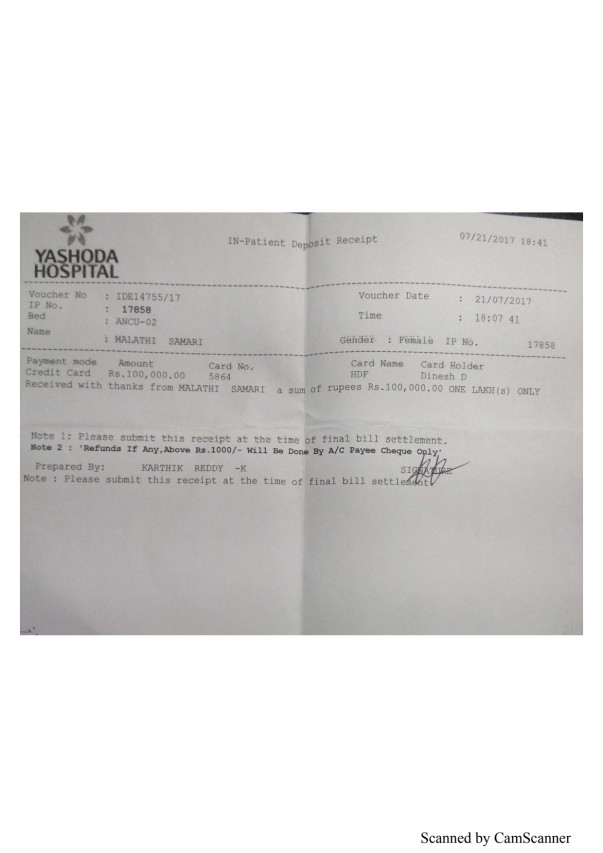 YASHODA
HOSPITAL
IN-Patient Deposit Receipt
07/21/2017 18:41
Voucher No : IDE14755/17 Voucher Date : 21/07/2017
IP No. : 17858 Time : 18:07 41
Bed : ANCU-02
Name : MALATHI SAMARI Gender : Female IP No. 17858
Payment mode Amount Card No. Card Name Card Holder
Credit Card Rs.100,000.00 5864 HDF Dinesh D
Received with thanks from MALATHI SAMARI a sum of rupees Rs.100,000.00 ONE LAKH(s) ONLY
Note 1: Please submit this receipt at the time of final bill settlement.
Note 2 : 'Refunds If Any,Above Rs.1000/- Will Be Done By A/C Payee Cheque Only'
Prepared By: KARTHIK REDDY -K SIGNATURE
Note : Please submit this receipt at the time of final bill settlement
Scanned by CamScanner